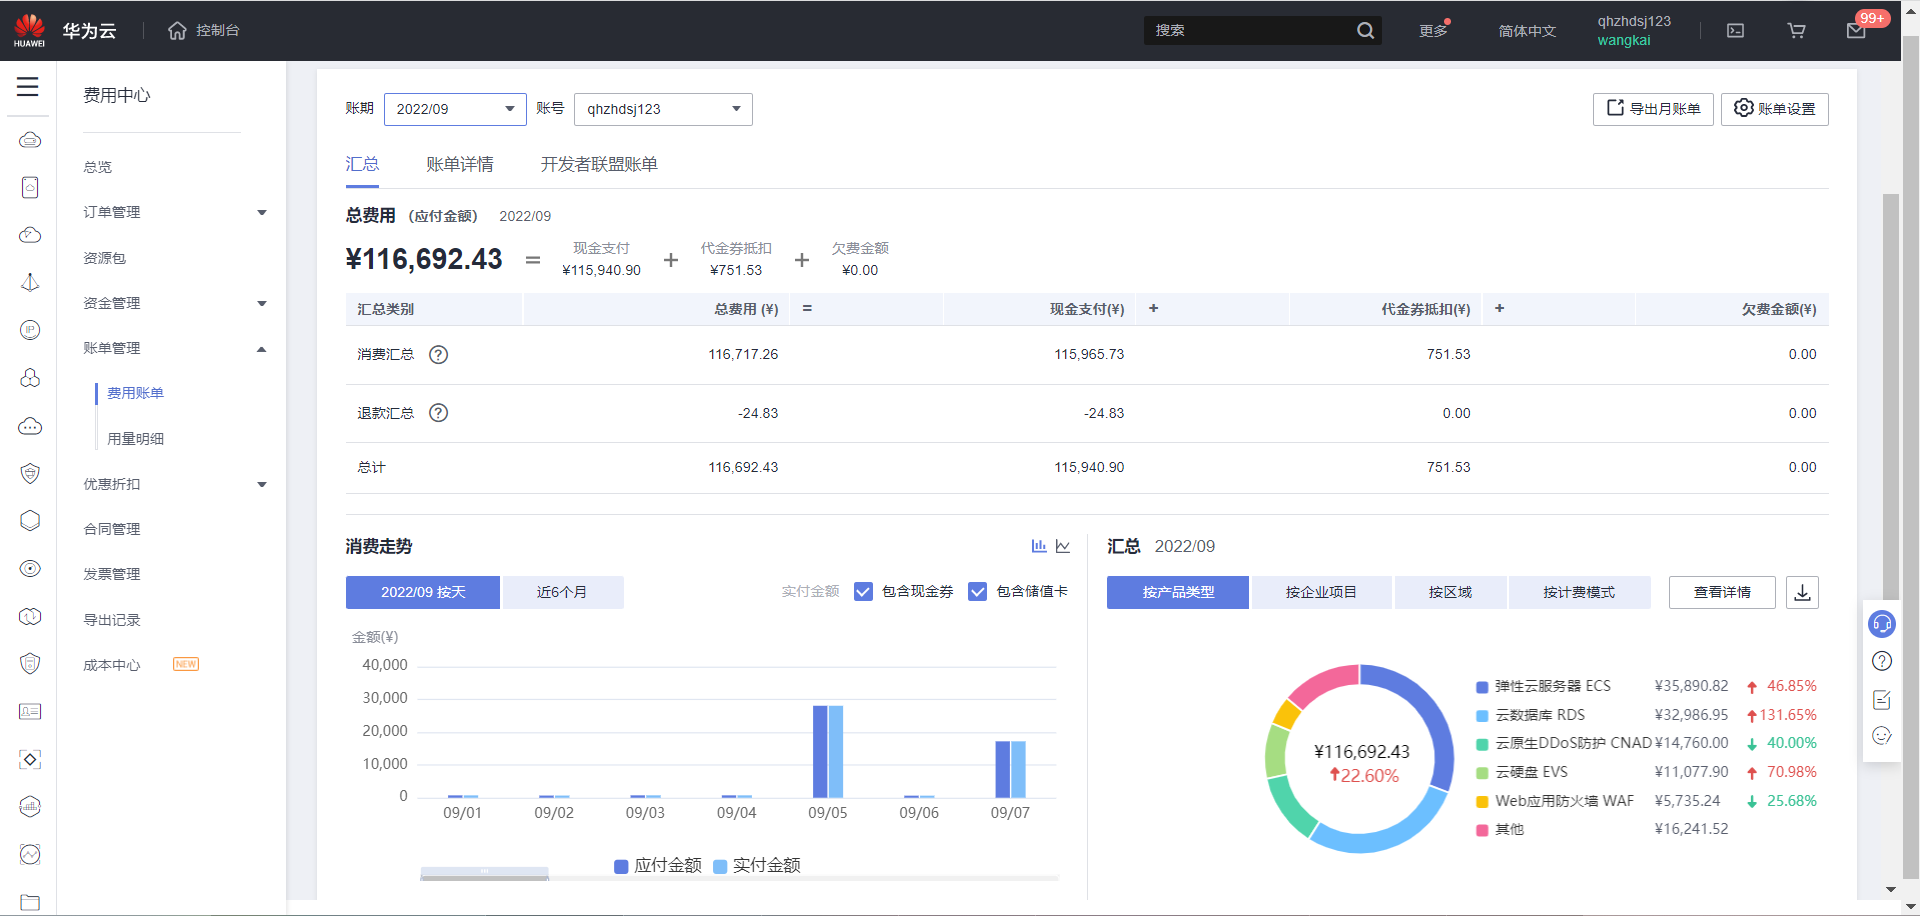 HUAWEI
华为云
控制台
搜索
更多
简体中文
qhzhdsj123
wangkai
99+
费用中心
总览
订单管理
资源包
资金管理
账单管理
费用账单
用量明细
优惠折扣
合同管理
发票管理
导出记录
成本中心 NEW
IP
账期 2022/09 账号 qhzhdsj123
导出月账单 账单设置
汇总 账单详情 开发者联盟账单
总费用 (应付金额) 2022/09
¥116,692.43 = 现金支付 + 代金券抵扣 + 欠费金额
¥115,940.90 ¥751.53 ¥0.00
汇总类别 总费用 (¥) = 现金支付(¥) + 代金券抵扣(¥) + 欠费金额(¥)
消费汇总 ? 116,717.26 115,965.73 751.53 0.00
退款汇总 ? -24.83 -24.83 0.00 0.00
总计 116,692.43 115,940.90 751.53 0.00
消费走势
2022/09 按天 近6个月 实付金额 包含现金券 包含储值卡
金额(¥)
40,000
30,000
20,000
10,000
0
09/01 09/02 09/03 09/04 09/05 09/06 09/07
应付金额 实付金额
汇总 2022/09
按产品类型 按企业项目 按区域 按计费模式 查看详情
¥116,692.43
22.60%
弹性云服务器 ECS ¥35,890.82 46.85%
云数据库 RDS ¥32,986.95 131.65%
云原生DDoS防护 CNAD ¥14,760.00 40.00%
云硬盘 EVS ¥11,077.90 70.98%
Web应用防火墙 WAF ¥5,735.24 25.68%
其他 ¥16,241.52